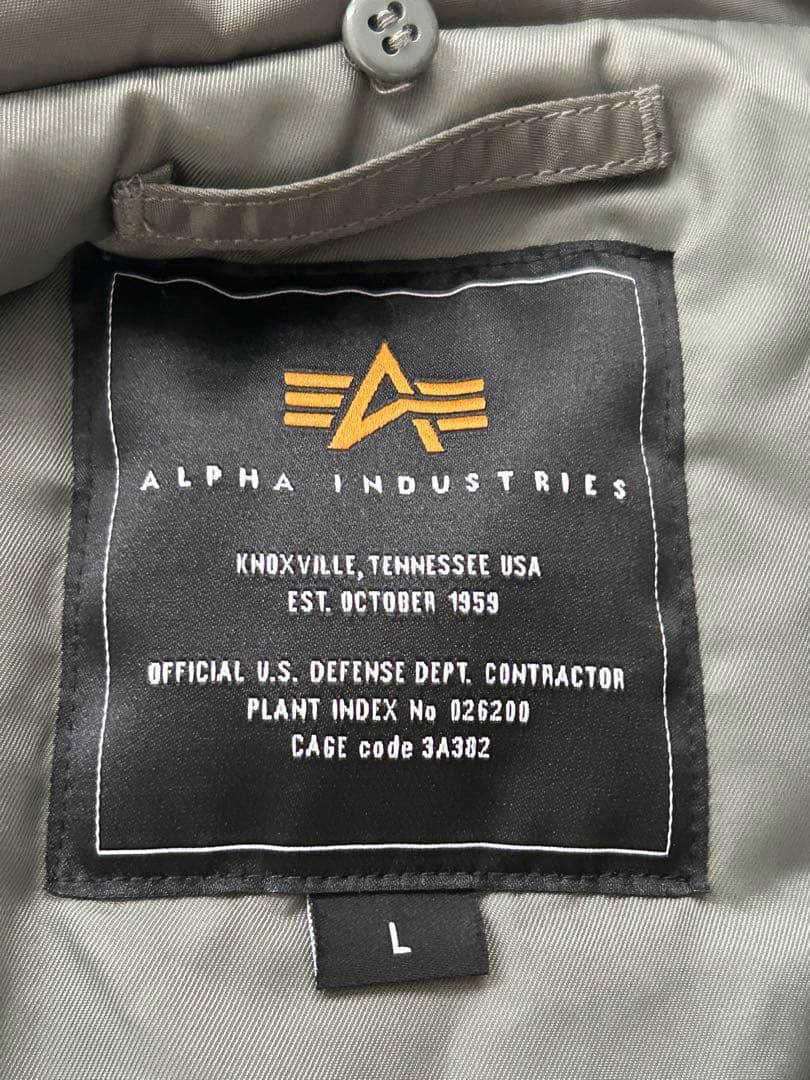 ALPHA INDUSTRIES
KNOXVILLE, TENNESSEE USA
EST. OCTOBER 1959
OFFICIAL U.S. DEFENSE DEPT. CONTRACTOR
PLANT INDEX No 026200
CAGE code 3A382
L